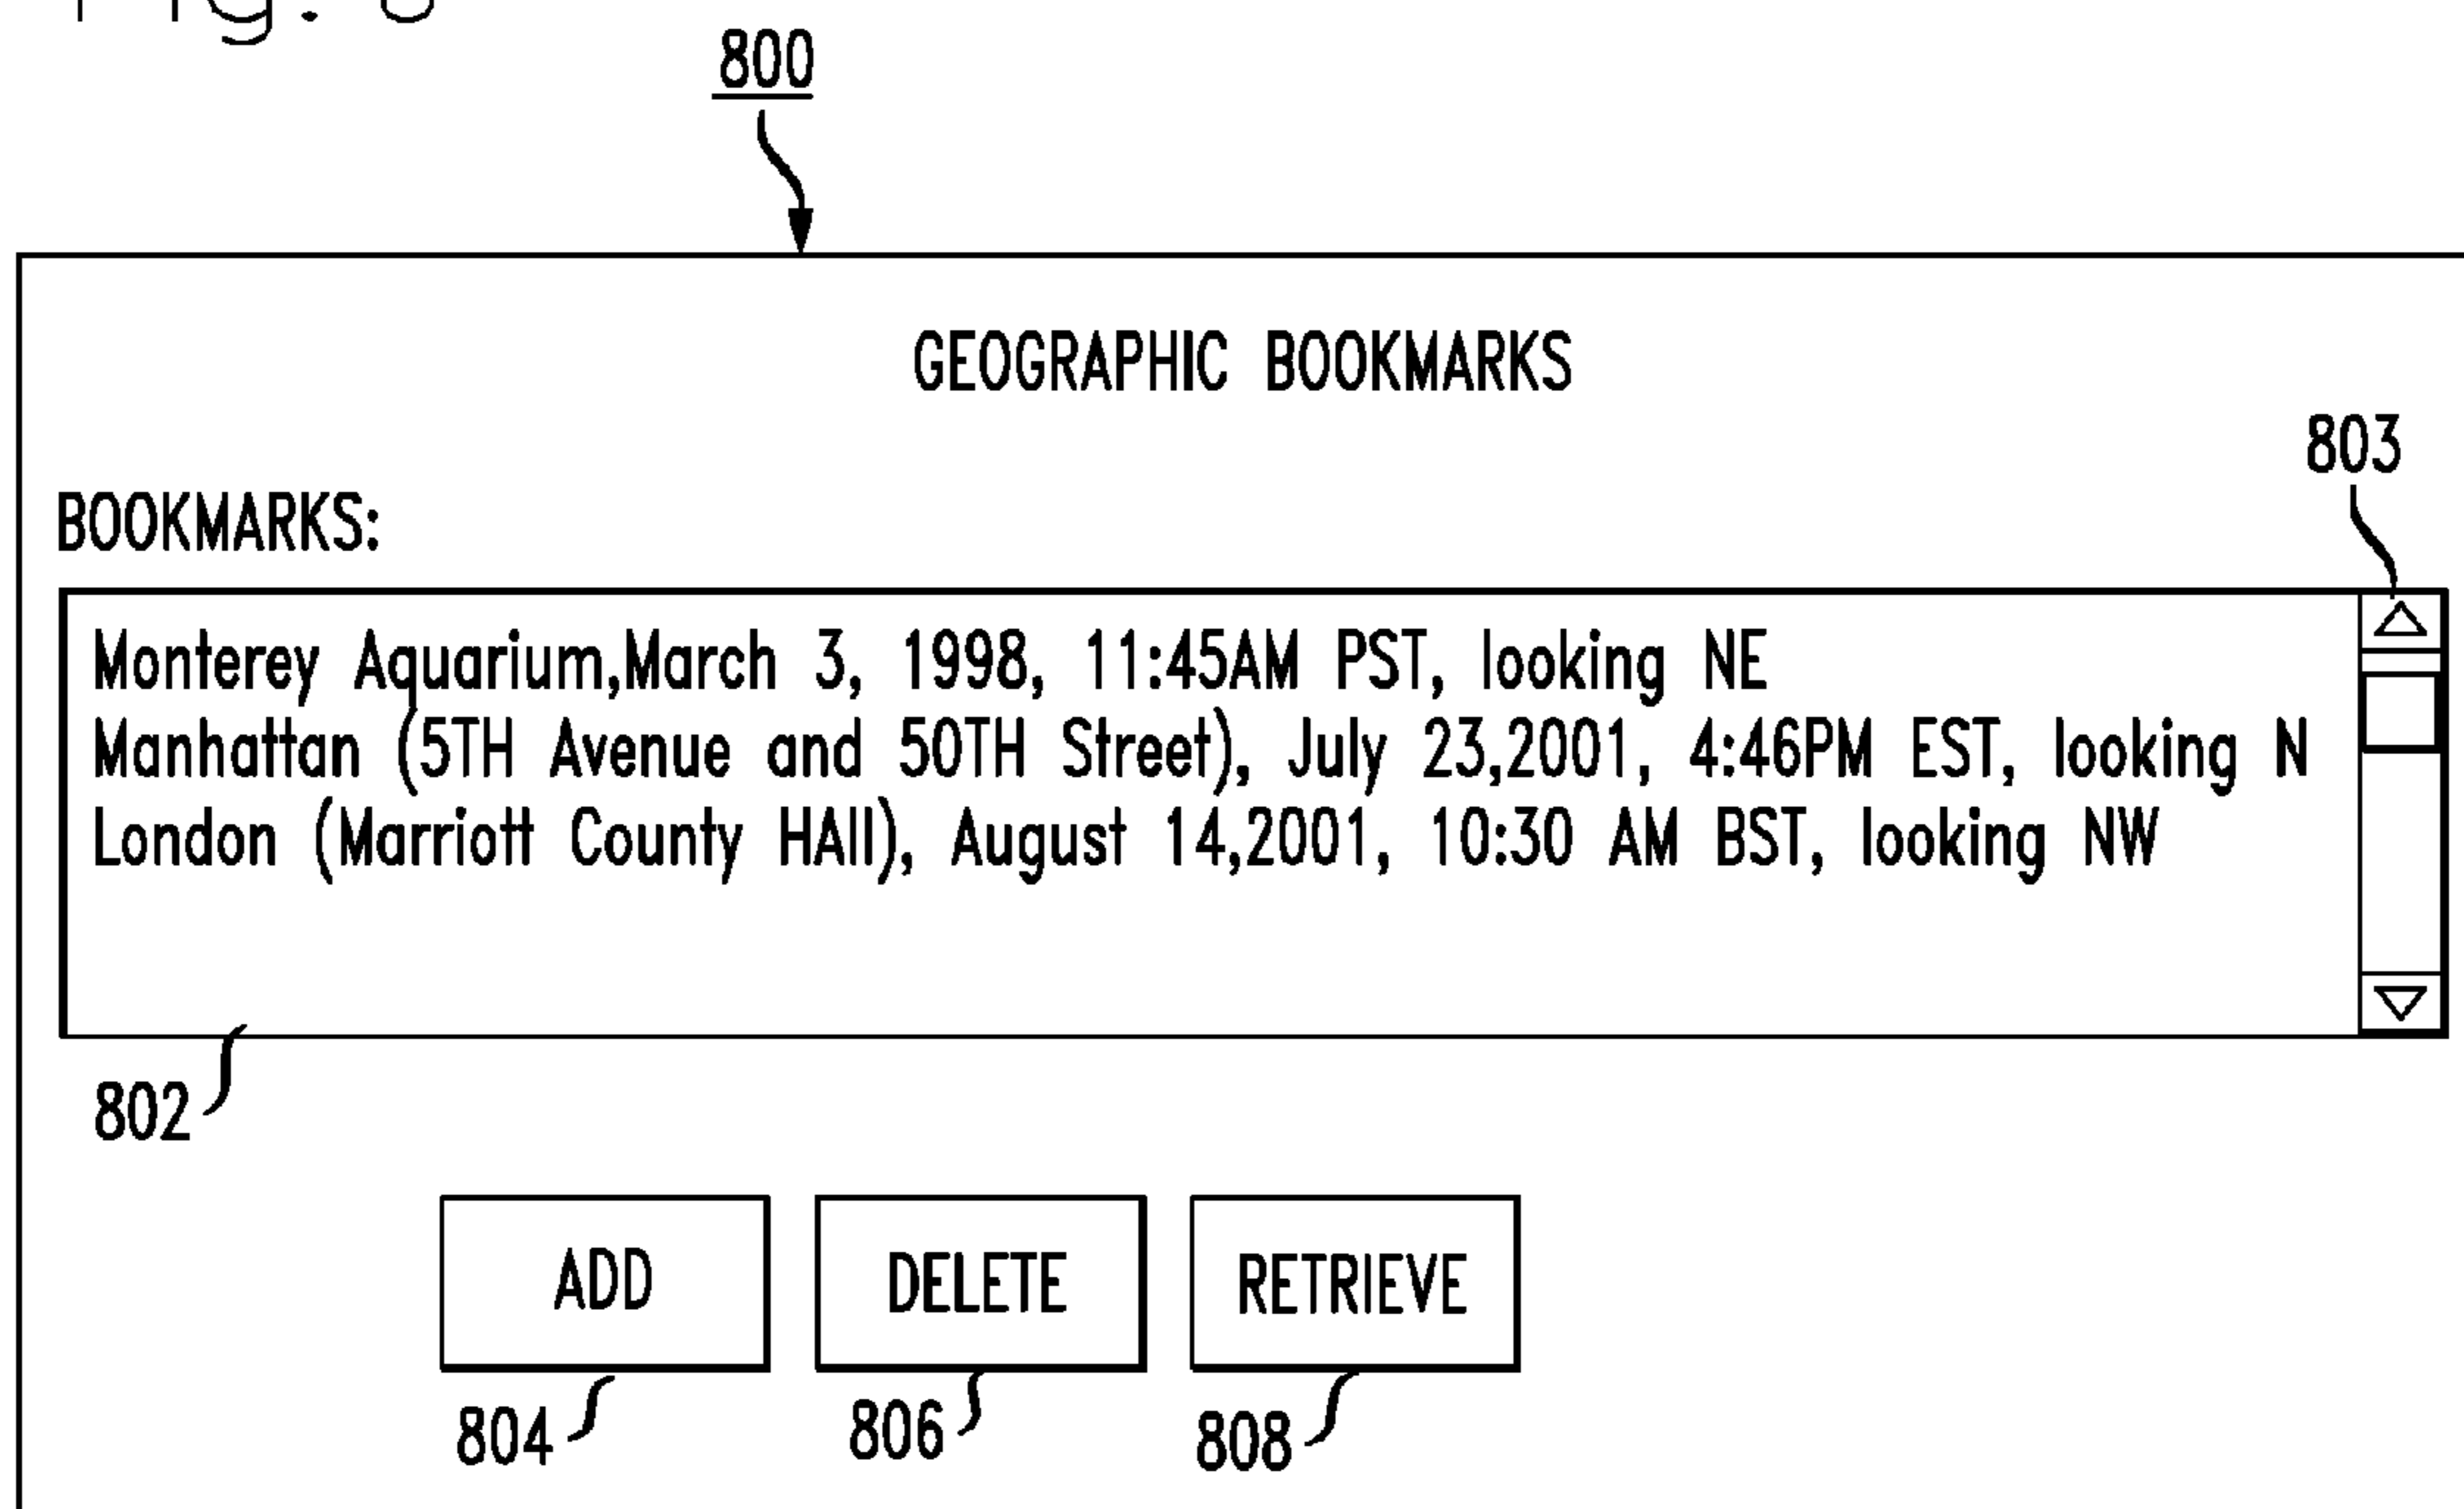 800
GEOGRAPHIC BOOKMARKS
803
BOOKMARKS:
Monterey Aquarium,March 3, 1998, 11:45AM PST, looking NE
Manhattan (5TH Avenue and 50TH Street), July 23,2001, 4:46PM EST, looking N
London (Marriott County HAll), August 14,2001, 10:30 AM BST, looking NW
802
ADD DELETE RETRIEVE
804 806 808